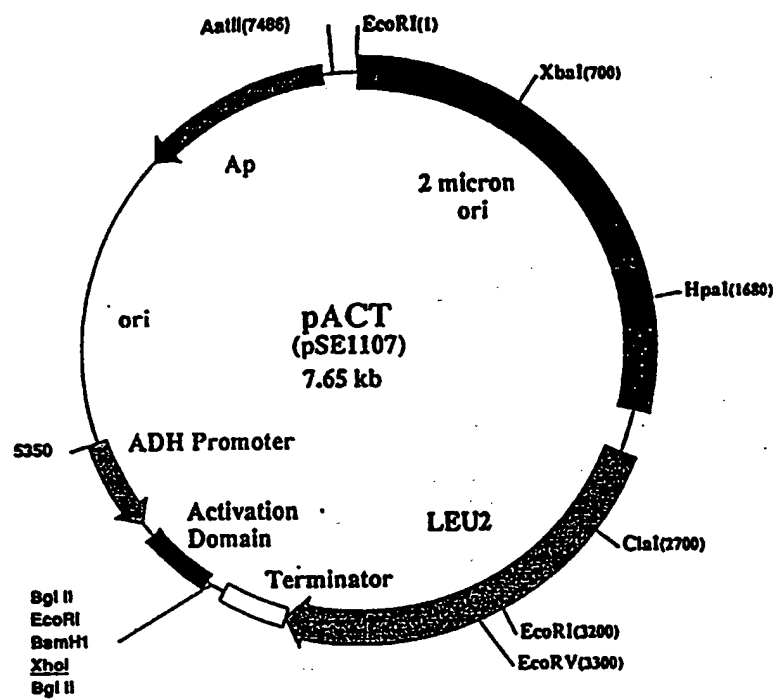 AatII(7486)
EcoRI(1)
XbaI(700)
Ap
2 micron
ori
HpaI(1680)
ori
pACT
(pSE1107)
7.65 kb
5350
ADH Promoter
Activation
Domain
LEU2
ClaI(2700)
Terminator
Bgl II
EcoRI
BamH1
XhoI
Bgl II
EcoRI(3200)
EcoRV(3300)